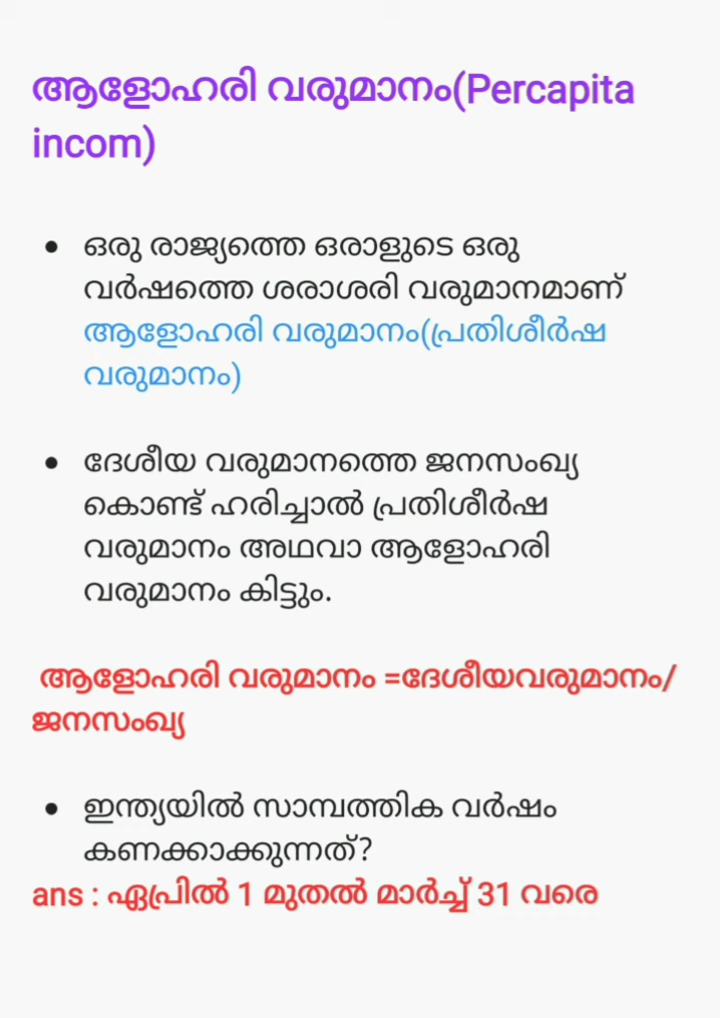 ആളോഹരി വരുമാനം(Percapita
incom)
• ഒരു രാജ്യത്തെ ഒരാളുടെ ഒരു
വർഷത്തെ ശരാശരി വരുമാനമാണ്
ആളോഹരി വരുമാനം(പ്രതിശീർഷ
വരുമാനം)
• ദേശീയ വരുമാനത്തെ ജനസംഖ്യ
കൊണ്ട് ഹരിച്ചാൽ പ്രതിശീർഷ
വരുമാനം അഥവാ ആളോഹരി
വരുമാനം കിട്ടും.
ആളോഹരി വരുമാനം =ദേശീയവരുമാനം/
ജനസംഖ്യ
• ഇന്ത്യയിൽ സാമ്പത്തിക വർഷം
കണക്കാക്കുന്നത്?
ans : ഏപ്രിൽ 1 മുതൽ മാർച്ച് 31 വരെ